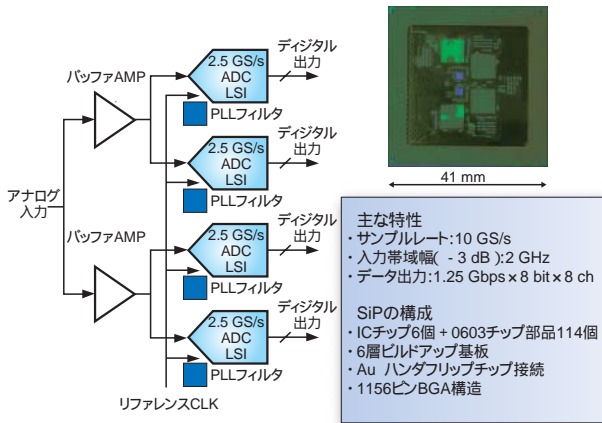 バッファAMP
2.5 GS/s
ADC
LSI
ディジタル
出力
PLLフィルタ
2.5 GS/s
ADC
LSI
ディジタル
出力
PLLフィルタ
アナログ
入力
バッファAMP
2.5 GS/s
ADC
LSI
ディジタル
出力
PLLフィルタ
2.5 GS/s
ADC
LSI
ディジタル
出力
PLLフィルタ
リファレンスCLK
41 mm
主な特性
・サンプルレート:10 GS/s
・入力帯域幅( - 3 dB ):2 GHz
・データ出力:1.25 Gbps×8 bit×8 ch
SiPの構成
・ICチップ6個 + 0603チップ部品114個
・6層ビルドアップ基板
・Au ハンダフリップチップ接続
・1156ピンBGA構造